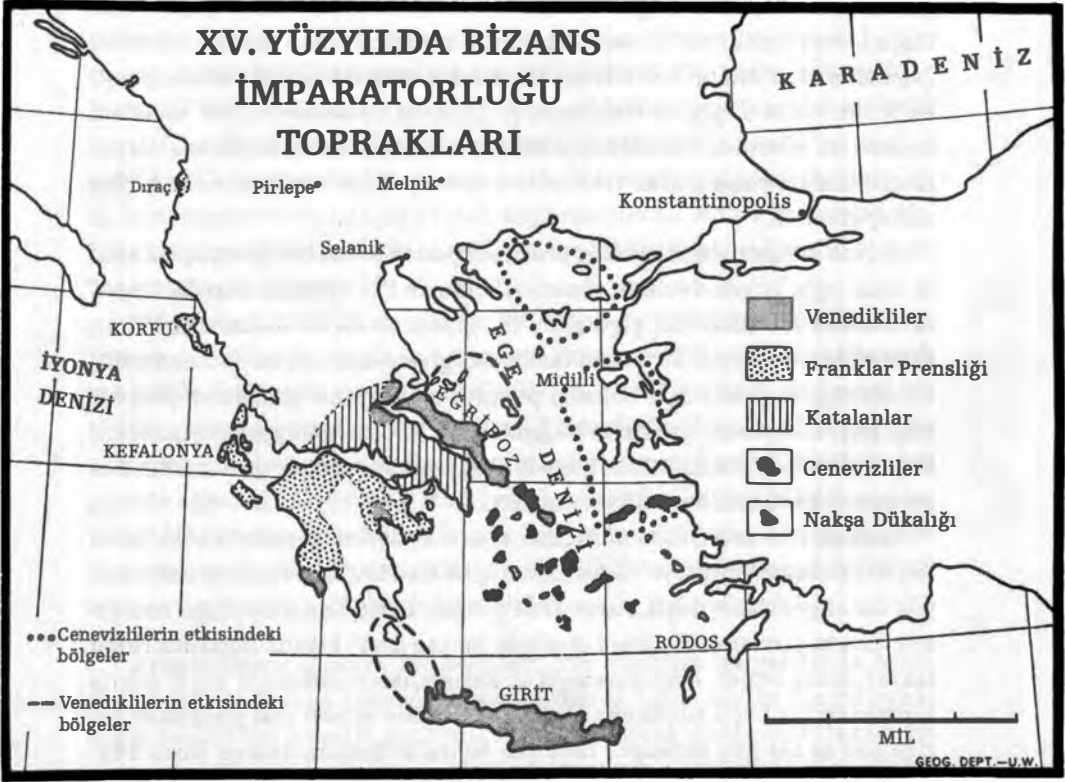 XV. YÜZYILDA BİZANS
İMPARATORLUĞU
TOPRAKLARI
KARADENİZ
Dıraç
Pirlepe
Melnik
Konstantinopolis
Selanik
KORFU
İYONYA
DENİZİ
EGE DENİZİ
EĞRİBOZ
Midilli
KEFALONYA
Venedikliler
Franklar Prensliği
Katalanlar
Cenevizliler
Nakşa Dükalığı
RODOS
GİRİT
Cenevizlilerin etkisindeki
bölgeler
Venediklilerin etkisindeki
bölgeler
MİL
GEOG. DEPT.—U.W.